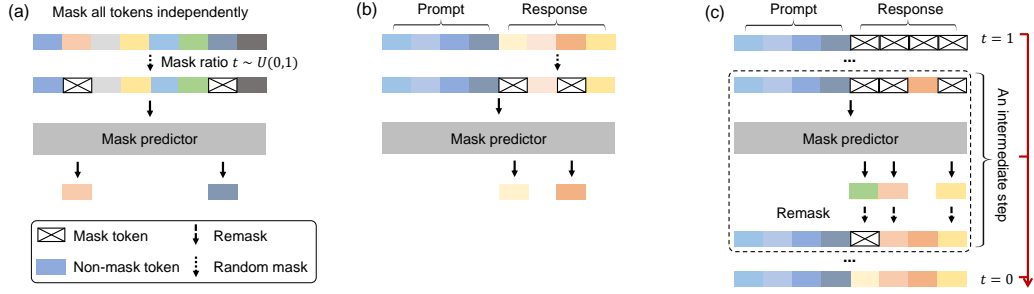 (a) Mask all tokens independently
Mask ratio t ~ U(0,1)
Mask predictor
Mask token
Remask
Non-mask token
Random mask
(b)
Prompt
Response
Mask predictor
(c)
Prompt
Response
t = 1
...
Mask predictor
Remask
An intermediate step
...
t = 0